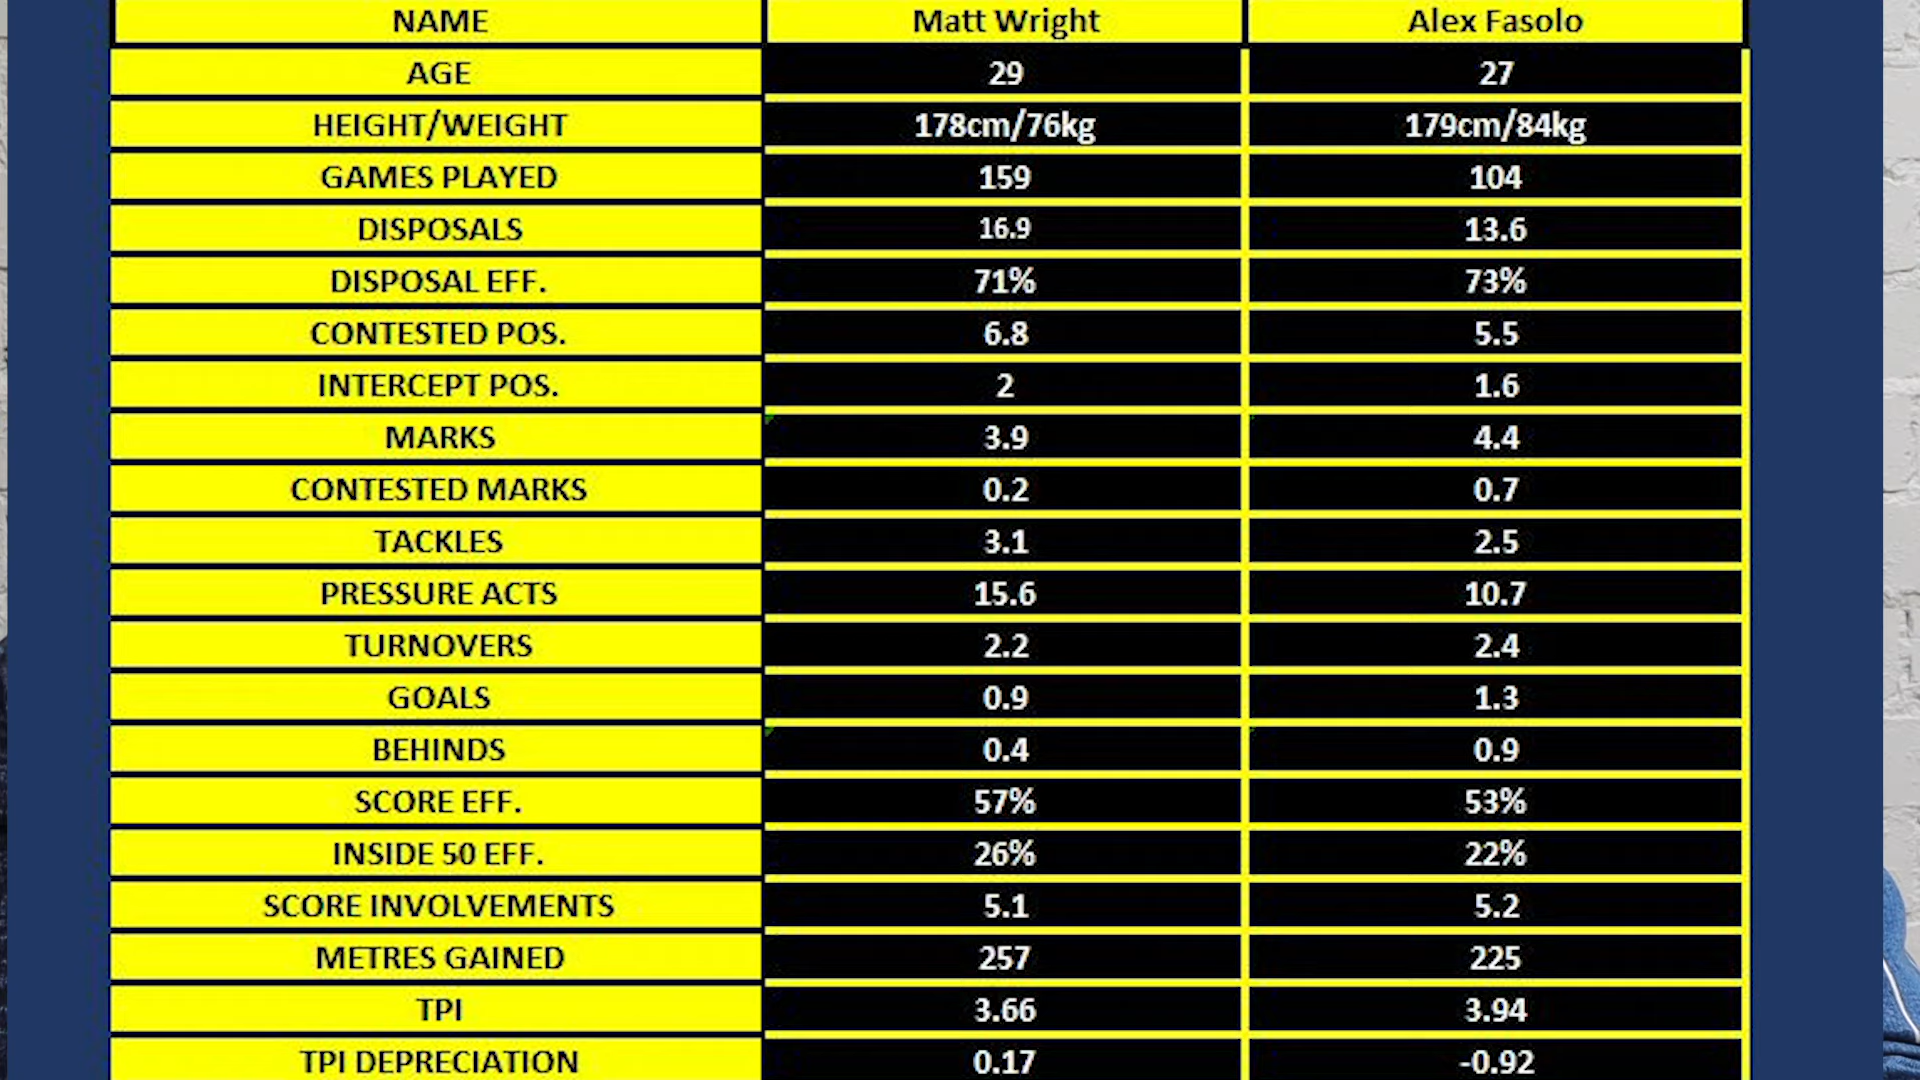 NAME Matt Wright Alex Fasolo
AGE 29 27
HEIGHT/WEIGHT 178cm/76kg 179cm/84kg
GAMES PLAYED 159 104
DISPOSALS 16.9 13.6
DISPOSAL EFF. 71% 73%
CONTESTED POS. 6.8 5.5
INTERCEPT POS. 2 1.6
MARKS 3.9 4.4
CONTESTED MARKS 0.2 0.7
TACKLES 3.1 2.5
PRESSURE ACTS 15.6 10.7
TURNOVERS 2.2 2.4
GOALS 0.9 1.3
BEHINDS 0.4 0.9
SCORE EFF. 57% 53%
INSIDE 50 EFF. 26% 22%
SCORE INVOLVEMENTS 5.1 5.2
METRES GAINED 257 225
TPI 3.66 3.94
TPI DEPRECIATION 0.17 -0.92